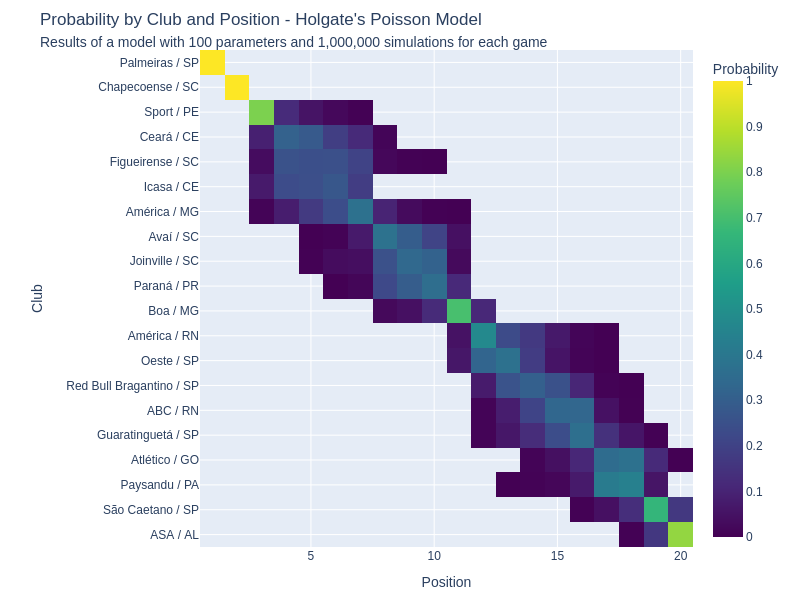 Probability by Club and Position - Holgate's Poisson Model
Results of a model with 100 parameters and 1,000,000 simulations for each game
Probability
Club
Palmeiras / SP
Chapecoense / SC
Sport / PE
Ceará / CE
Figueirense / SC
Icasa / CE
América / MG
Avaí / SC
Joinville / SC
Paraná / PR
Boa / MG
América / RN
Oeste / SP
Red Bull Bragantino / SP
ABC / RN
Guaratinguetá / SP
Atlético / GO
Paysandu / PA
São Caetano / SP
ASA / AL
5 10 15 20
Position
1
0.9
0.8
0.7
0.6
0.5
0.4
0.3
0.2
0.1
0